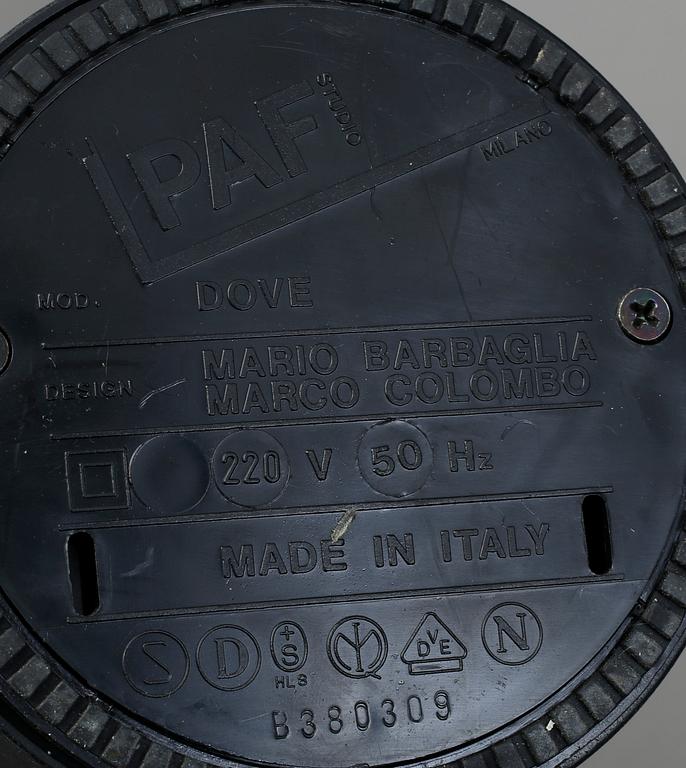 PAF
STUDIO
MILANO
MOD. DOVE
DESIGN MARIO BARBAGLIA
MARCO COLOMBO
220 V 50 Hz
MADE IN ITALY
S D +S DVE N
HLS
B380309